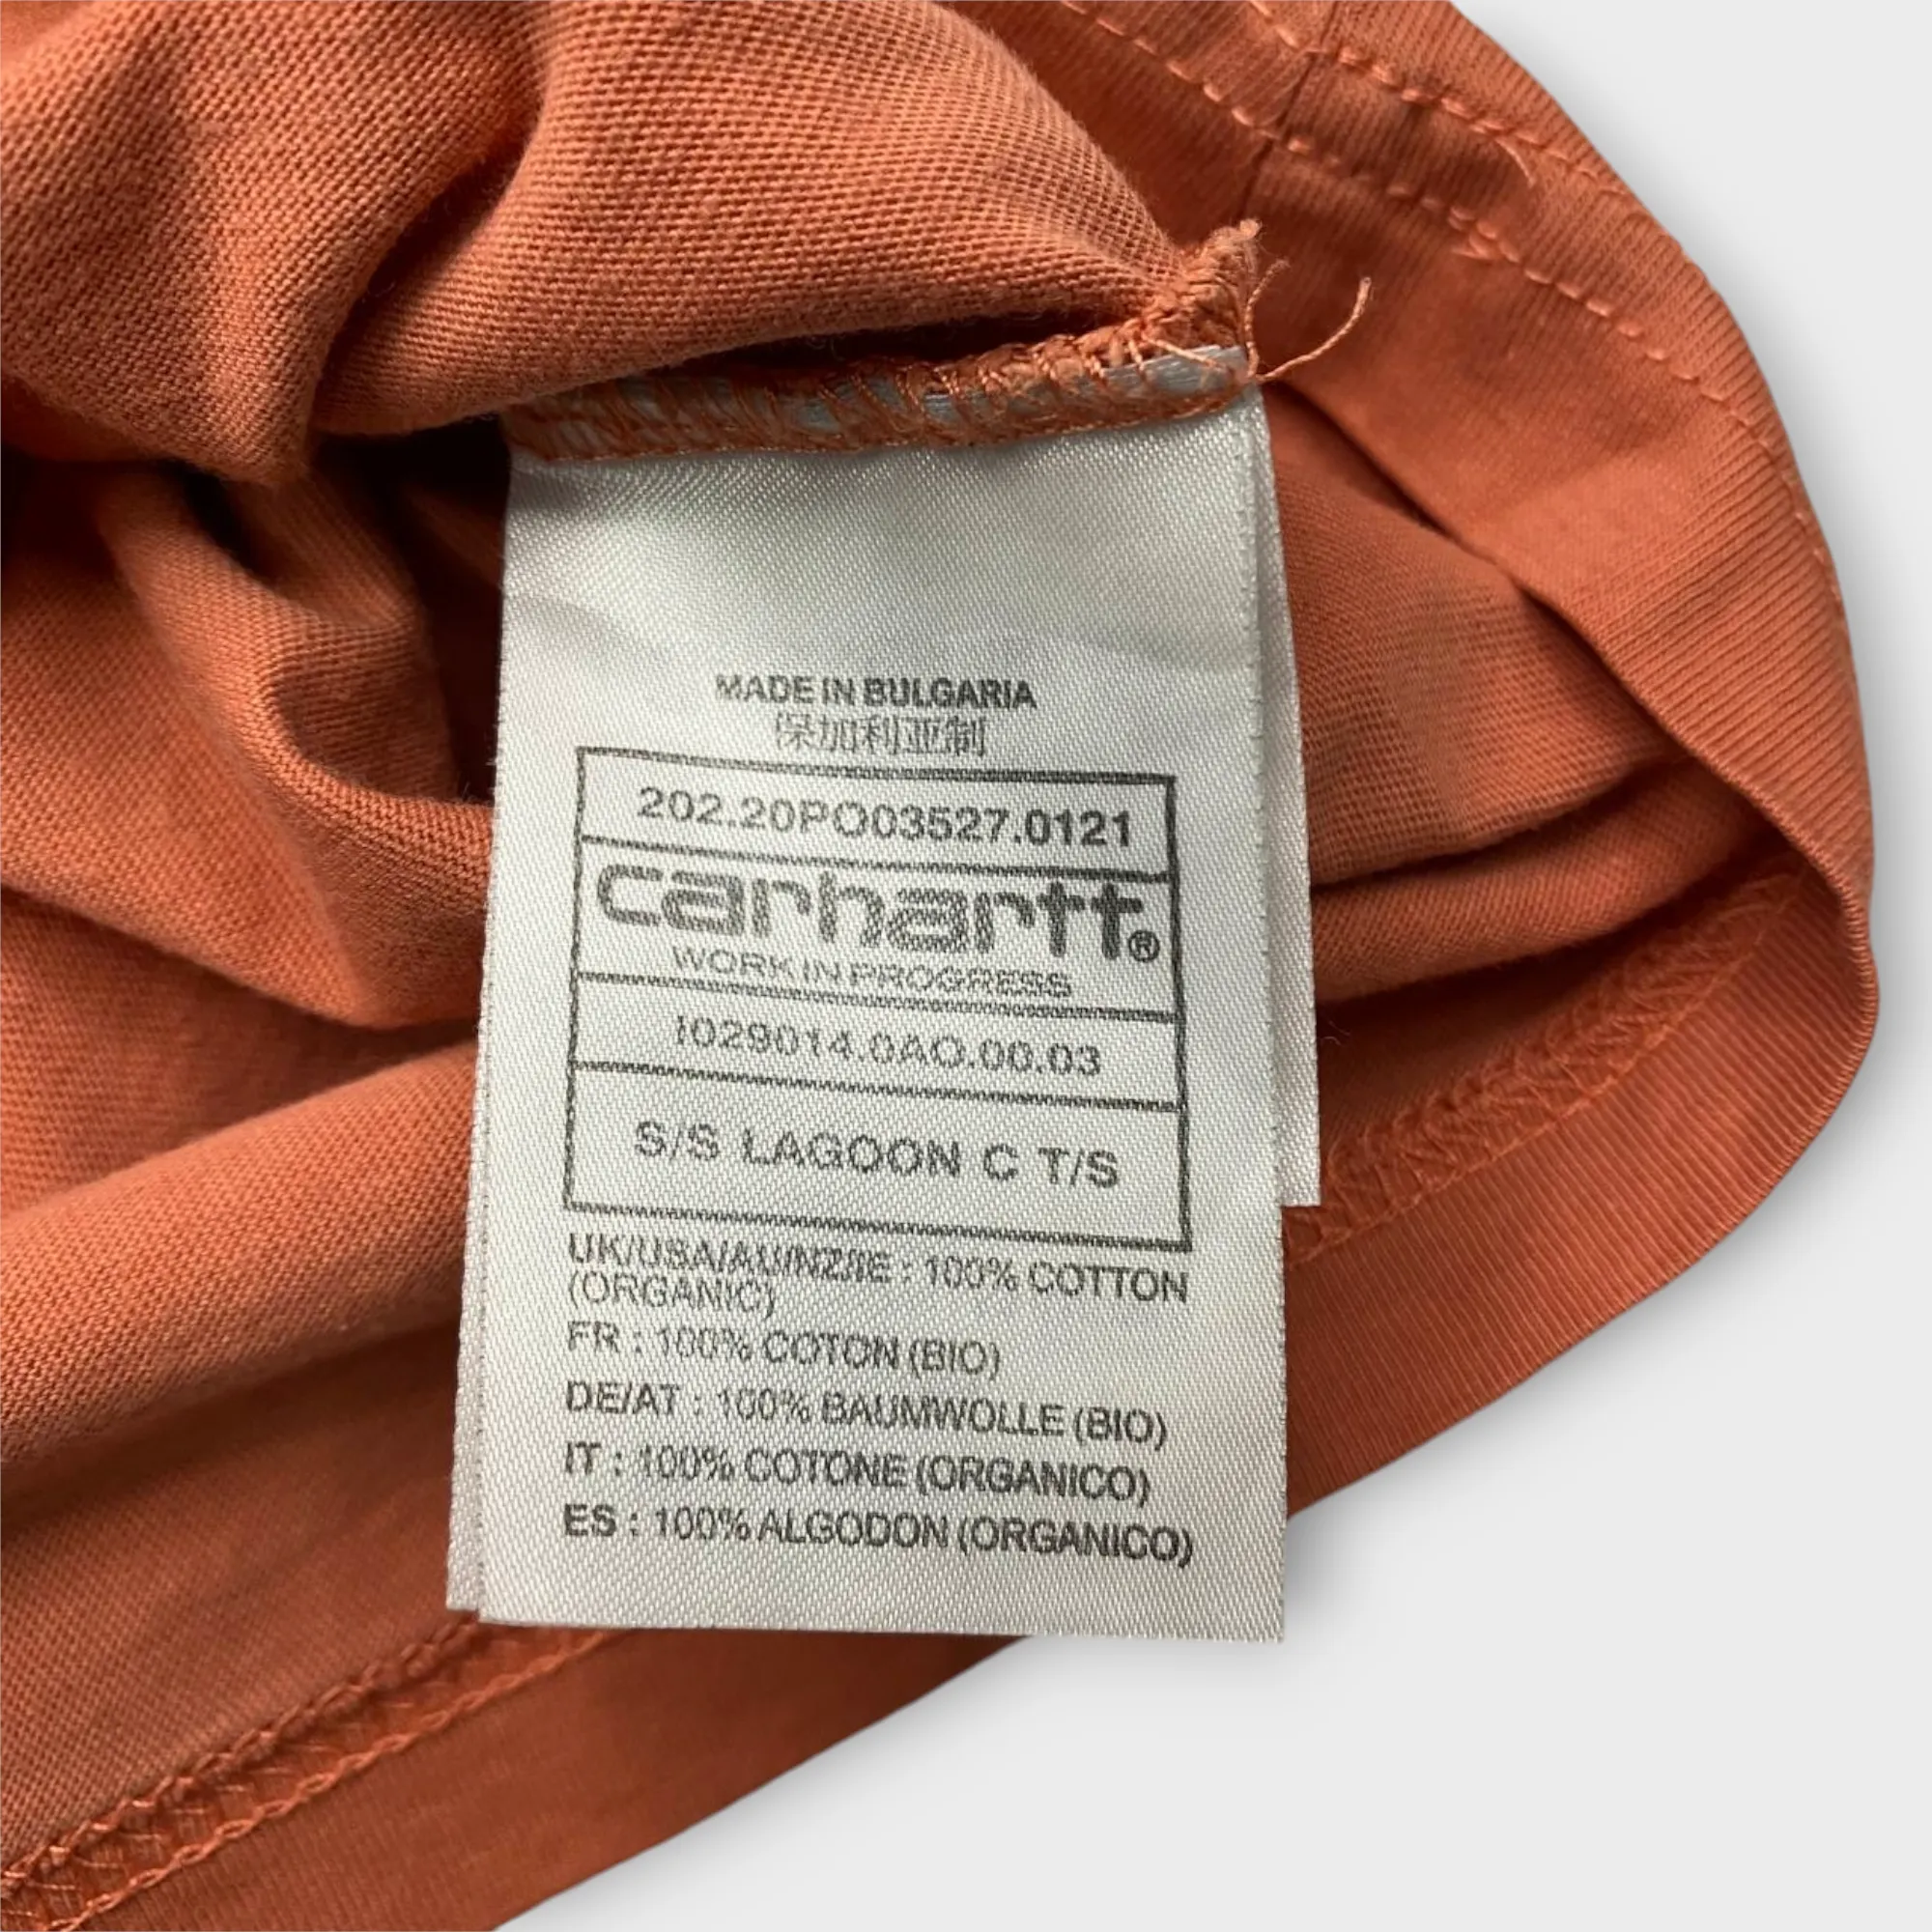 MADE IN BULGARIA
保加利亚制
202.20PO03527.0121
carhartt®
WORK IN PROGRESS
I029014.0AO.00.03
S/S LAGOON C T/S
UK/USA/AU/NZ/IE : 100% COTTON
(ORGANIC)
FR : 100% COTON (BIO)
DE/AT : 100% BAUMWOLLE (BIO)
IT : 100% COTONE (ORGANICO)
ES : 100% ALGODON (ORGANICO)